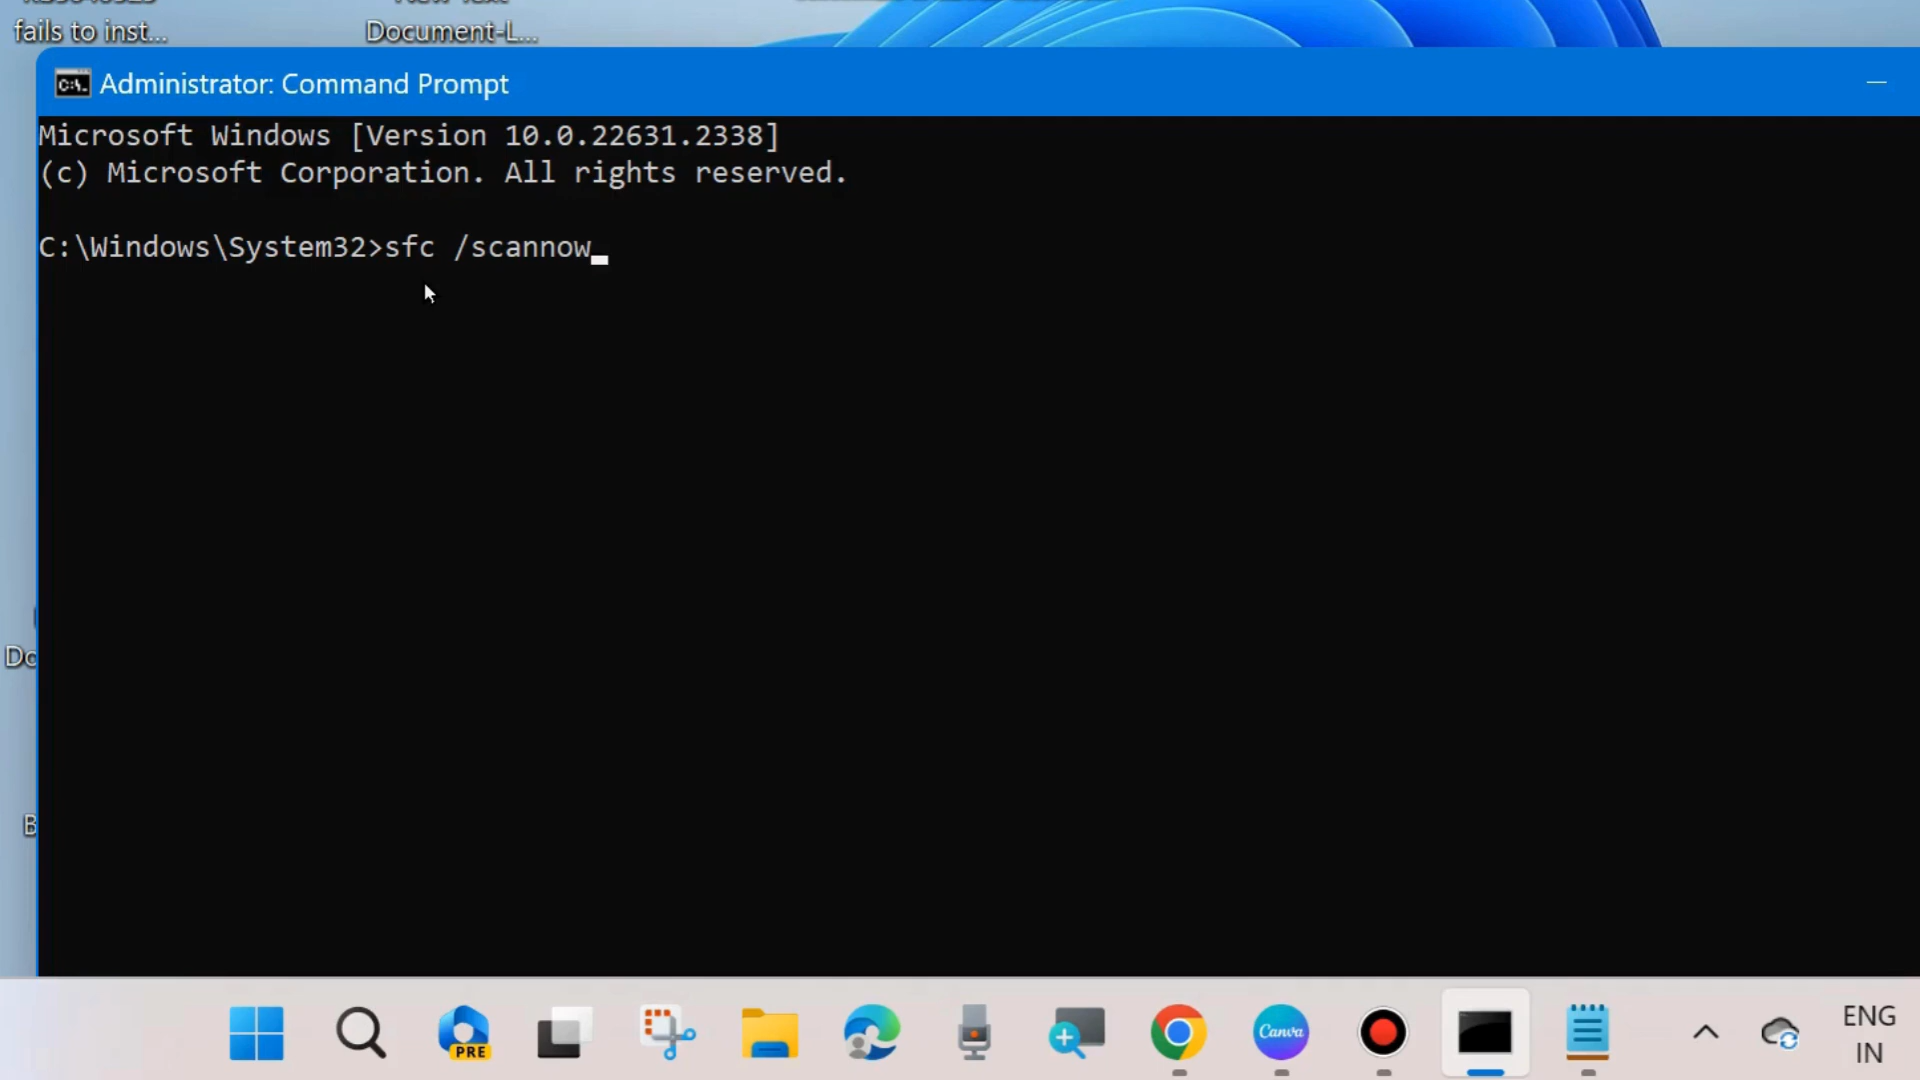 fails to inst...
Document-L...
Administrator: Command Prompt
Microsoft Windows [Version 10.0.22631.2338]
(c) Microsoft Corporation. All rights reserved.
C:\Windows\System32>sfc /scannow
Do
B
PRE
Canva
ENG
IN